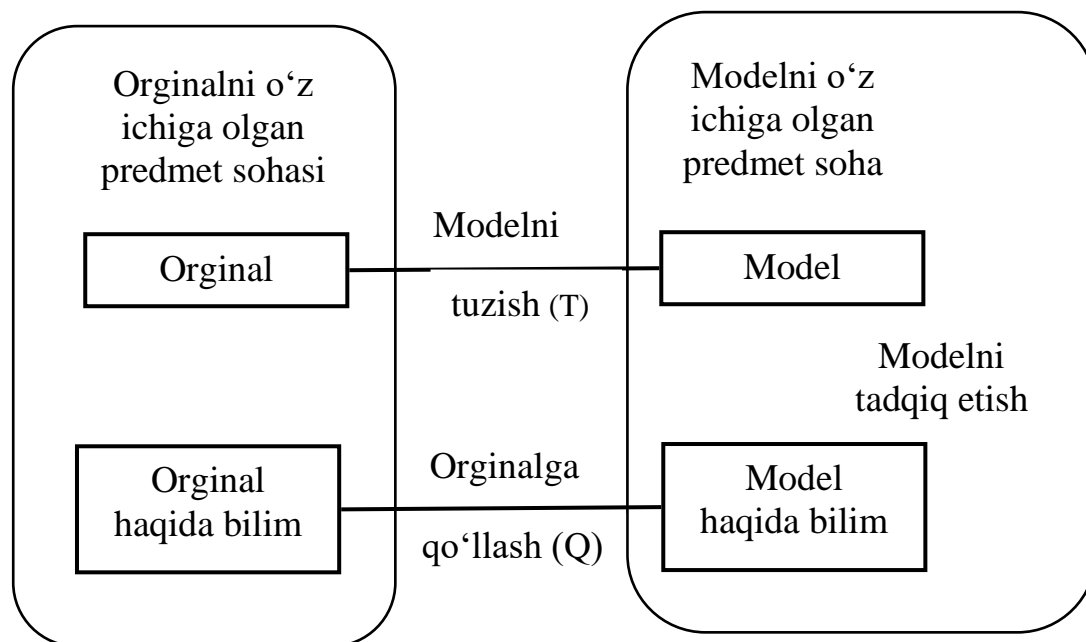 Orginalni o‘z
ichiga olgan
predmet sohasi
Modelni o‘z
ichiga olgan
predmet soha
Orginal
Modelni
tuzish (T)
Model
Modelni
tadqiq etish
Orginal
haqida bilim
Orginalga
qo‘llash (Q)
Model
haqida bilim